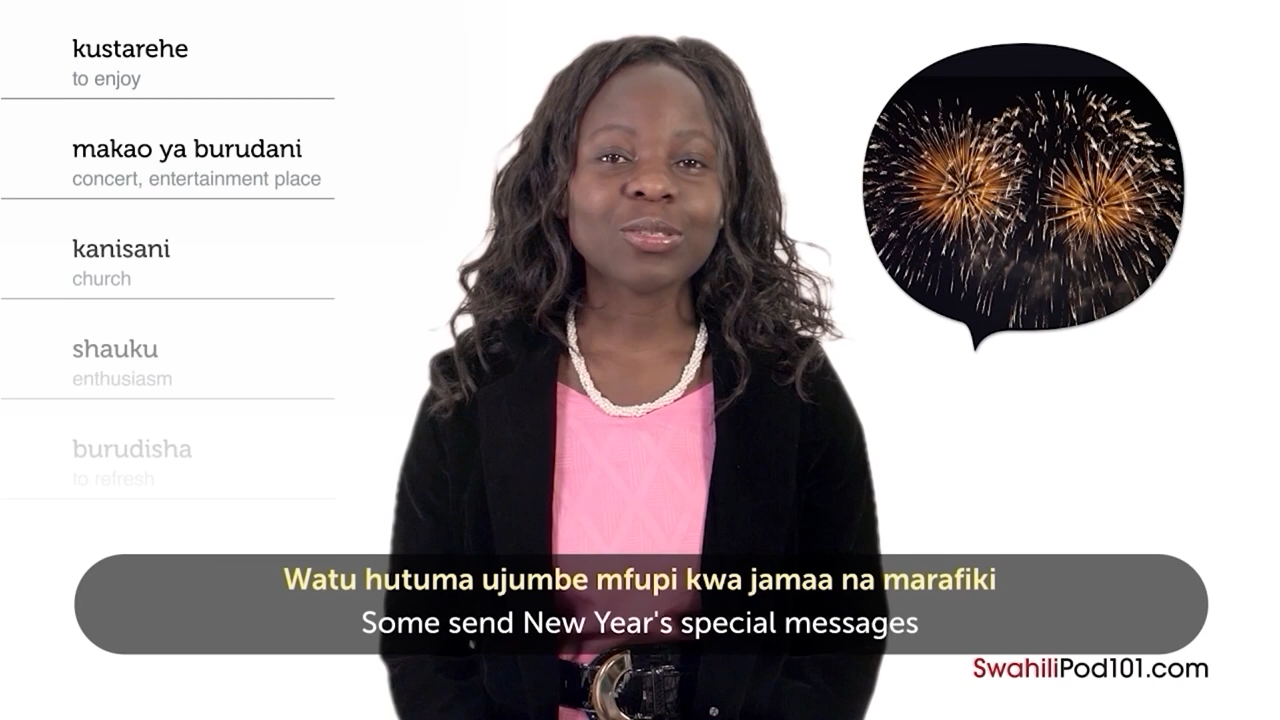 kustarehe
to enjoy
makao ya burudani
concert, entertainment place
kanisani
church
shauku
enthusiasm
burudisha
to refresh
Watu hutuma ujumbe mfupi kwa jamaa na marafiki
Some send New Year's special messages
SwahiliPod101.com